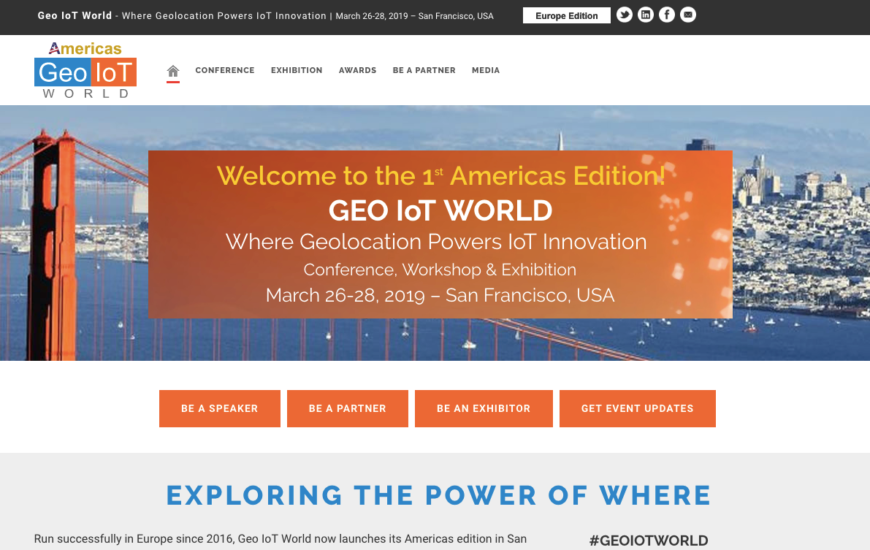 Geo IoT World - Where Geolocation Powers IoT Innovation | March 26-28, 2019 – San Francisco, USA
Europe Edition
Americas
Geo IoT
WORLD
CONFERENCE EXHIBITION AWARDS BE A PARTNER MEDIA
Welcome to the 1st Americas Edition!
GEO IoT WORLD
Where Geolocation Powers IoT Innovation
Conference, Workshop & Exhibition
March 26-28, 2019 – San Francisco, USA
BE A SPEAKER
BE A PARTNER
BE AN EXHIBITOR
GET EVENT UPDATES
EXPLORING THE POWER OF WHERE
Run successfully in Europe since 2016, Geo IoT World now launches its Americas edition in San
#GEOIOTWORLD